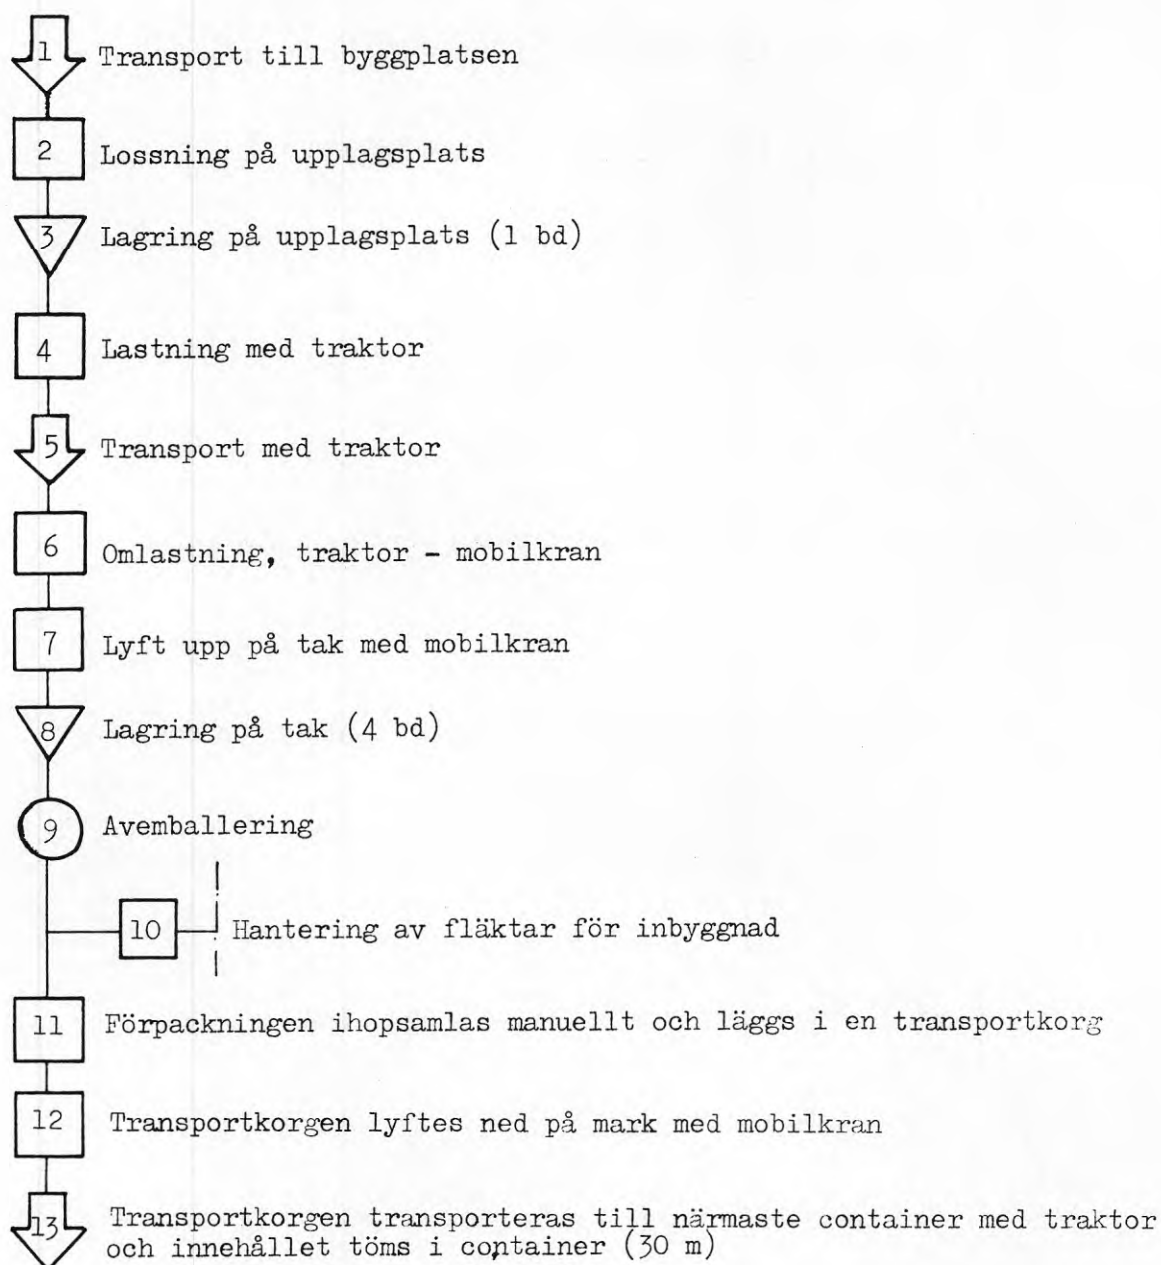 1 Transport till byggplatsen
2 Lossning på upplagsplats
3 Lagring på upplagsplats (1 bd)
4 Lastning med traktor
5 Transport med traktor
6 Omlastning, traktor - mobilkran
7 Lyft upp på tak med mobilkran
8 Lagring på tak (4 bd)
9 Avemballering
10 Hantering av fläktar för inbyggnad
11 Förpackningen ihopsamlas manuellt och läggs i en transportkorg
12 Transportkorgen lyftes ned på mark med mobilkran
13 Transportkorgen transporteras till närmaste container med traktor
och innehållet töms i container (30 m)